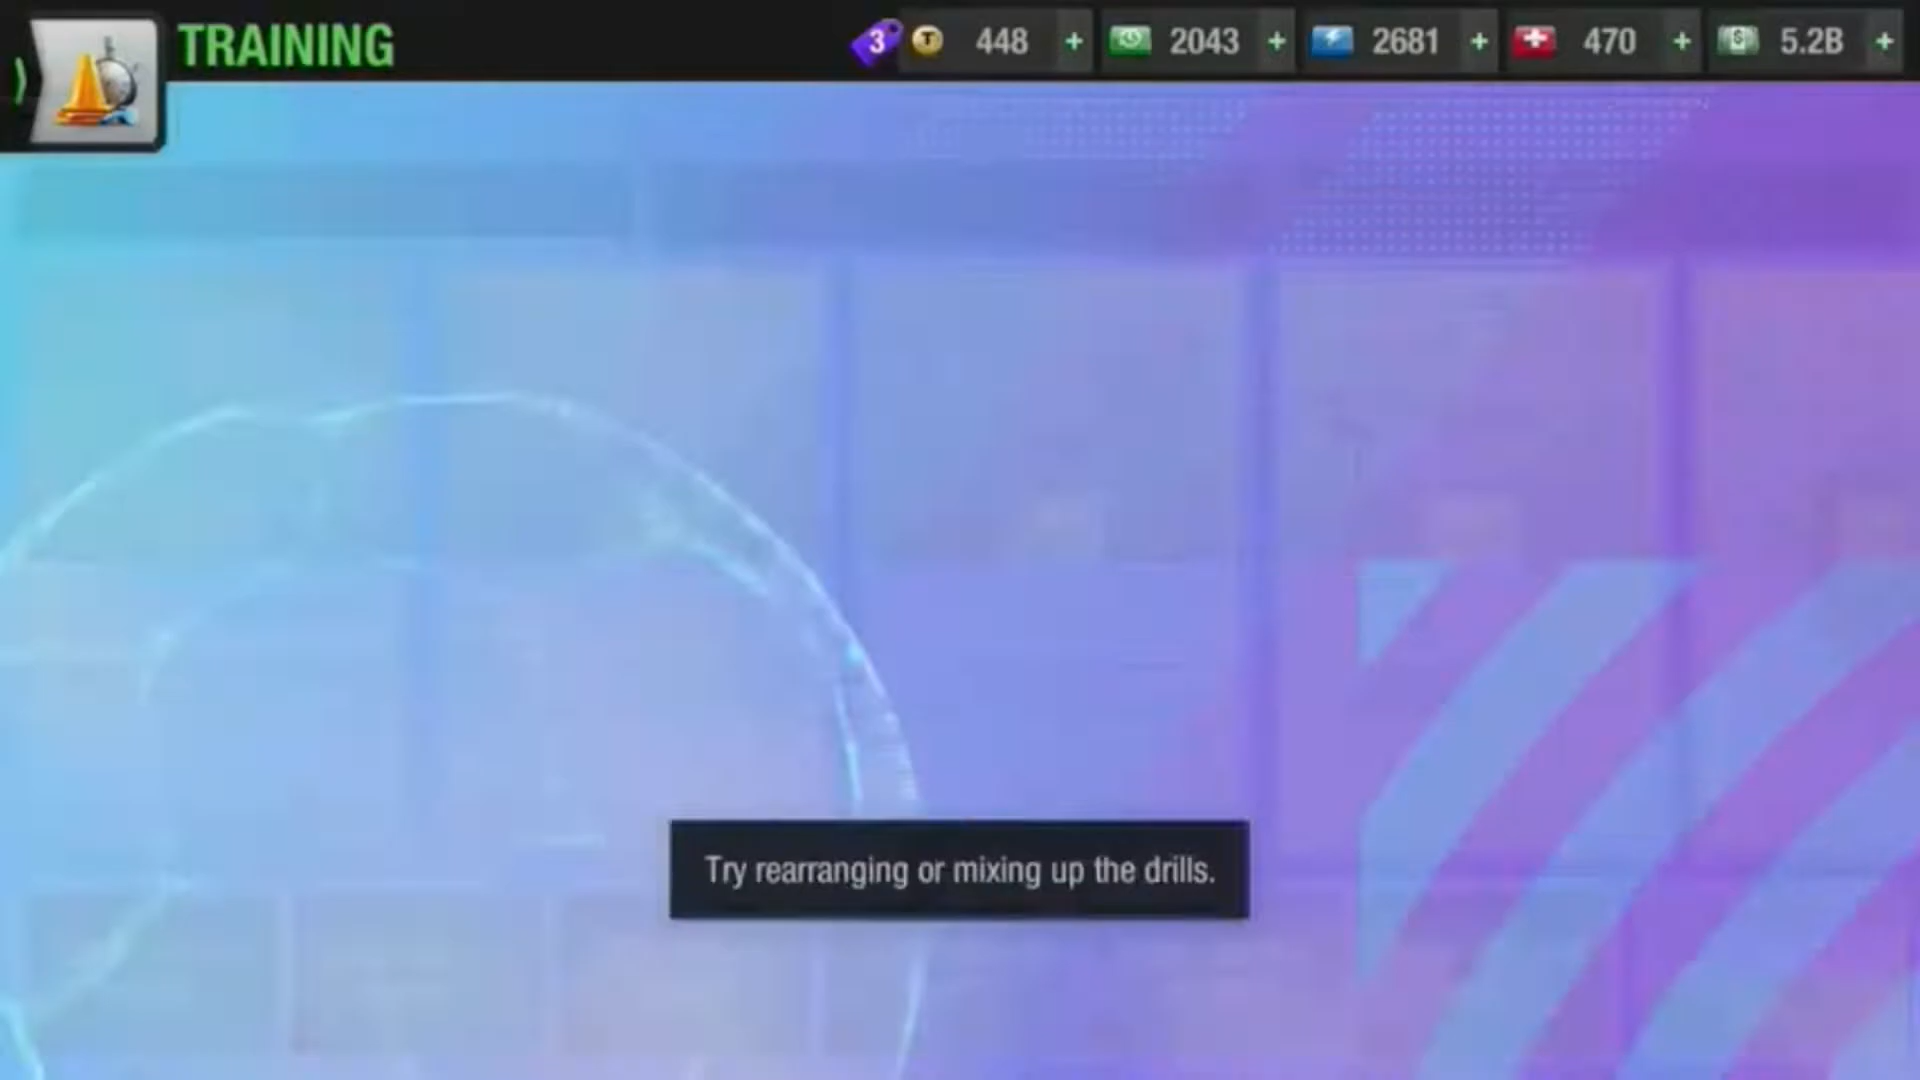 TRAINING
3 T 448 + 2043 + 2681 + 470 + $ 5.2B +
Try rearranging or mixing up the drills.